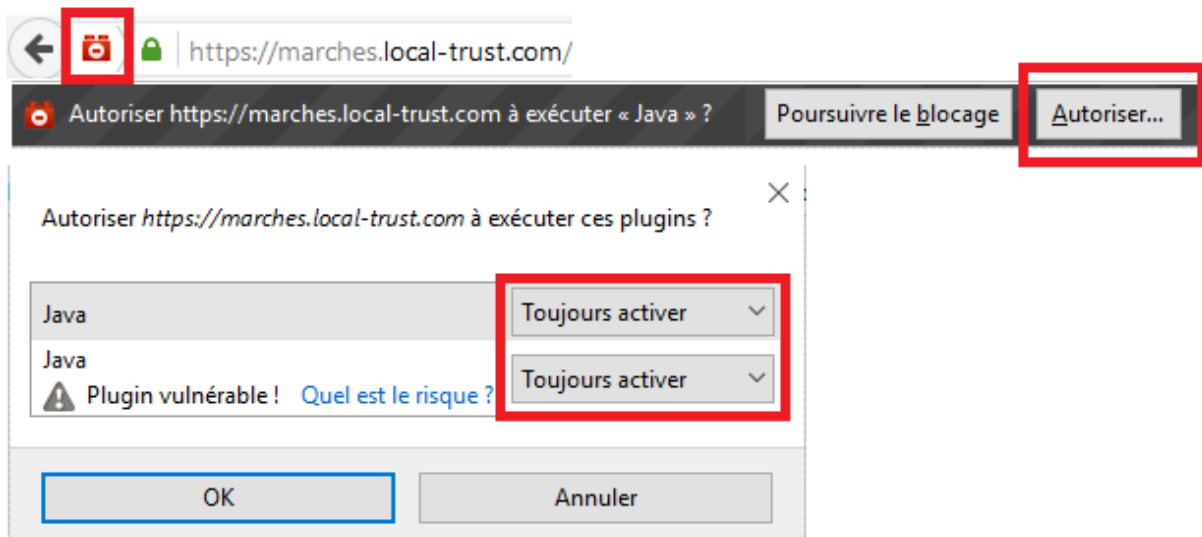 https://marches.local-trust.com/
Autoriser https://marches.local-trust.com à exécuter « Java » ?
Poursuivre le blocage
Autoriser...
Autoriser https://marches.local-trust.com à exécuter ces plugins ?
Java
Toujours activer
Java
Plugin vulnérable ! Quel est le risque ?
Toujours activer
OK
Annuler